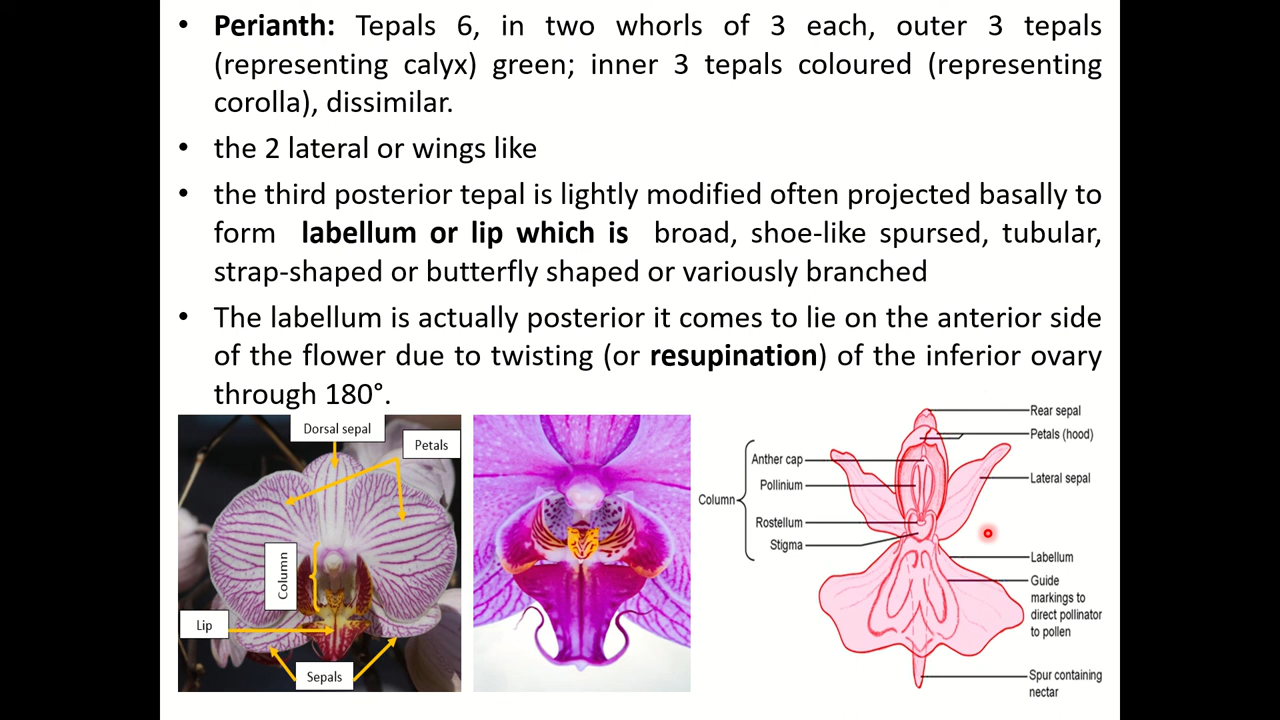 • Perianth: Tepals 6, in two whorls of 3 each, outer 3 tepals
(representing calyx) green; inner 3 tepals coloured (representing
corolla), dissimilar.
• the 2 lateral or wings like
• the third posterior tepal is lightly modified often projected basally to
form labellum or lip which is broad, shoe-like spursed, tubular,
strap-shaped or butterfly shaped or variously branched
• The labellum is actually posterior it comes to lie on the anterior side
of the flower due to twisting (or resupination) of the inferior ovary
through 180°.
Dorsal sepal
Petals
Column
Lip
Sepals
Rear sepal
Petals (hood)
Anther cap
Lateral sepal
Pollinium
Column
Rostellum
Stigma
Labellum
Guide
markings to
direct pollinator
to pollen
Spur containing
nectar